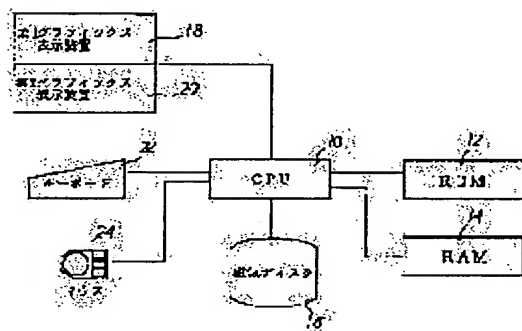 第1グラフィックス
表示装置
18
第2グラフィックス
表示装置
20
10
12
CPU
ROM
キーボード
14
24
RAM
磁気ディスク
マウス
16